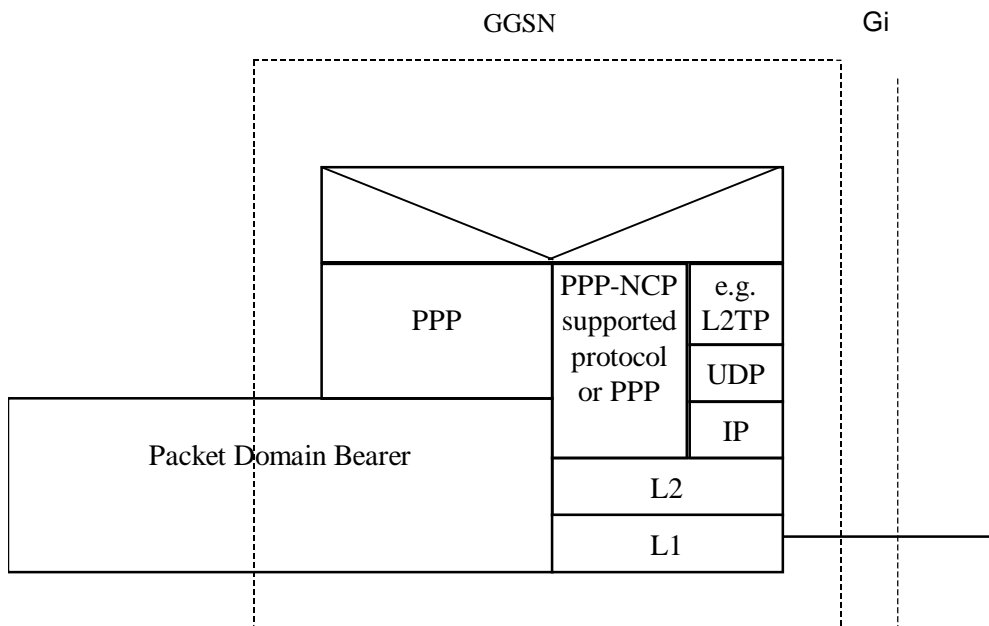 GGSN
Gi
PPP
PPP-NCP
supported
protocol
or PPP
e.g.
L2TP
UDP
IP
Packet Domain Bearer
L2
L1